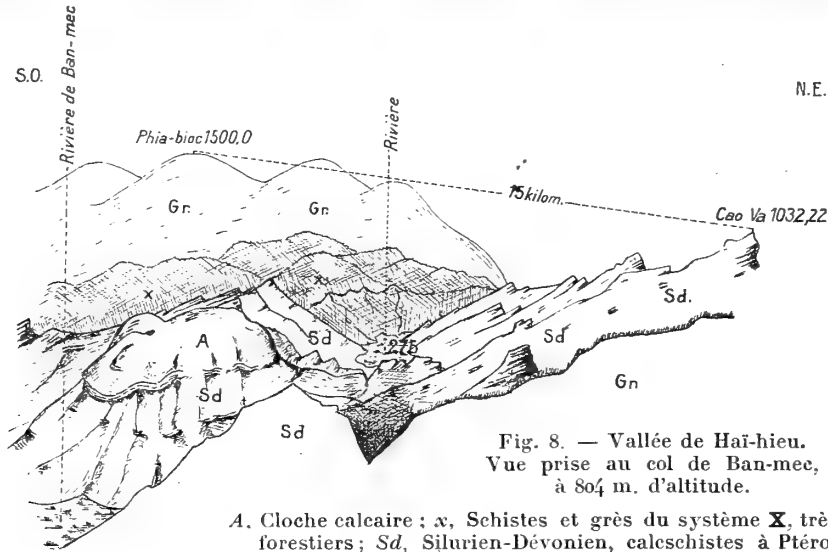 S.O.
Rivière de Ban-mec
N.E.
Phia-bioc 1500,0
Rivière
15 kilom.
Cao Va 1032,22
Gr.
Gr.
x
x
Sd.
A
Sd
275
Sd
Sd
Gn
Sd
Fig. 8. — Vallée de Haï-hieu.
Vue prise au col de Ban-mec,
à 804 m. d'altitude.
A, Cloche calcaire ; x, Schistes et grès du système X, trè
forestiers ; Sd, Silurien-Dévonien, calcschistes à Ptéro